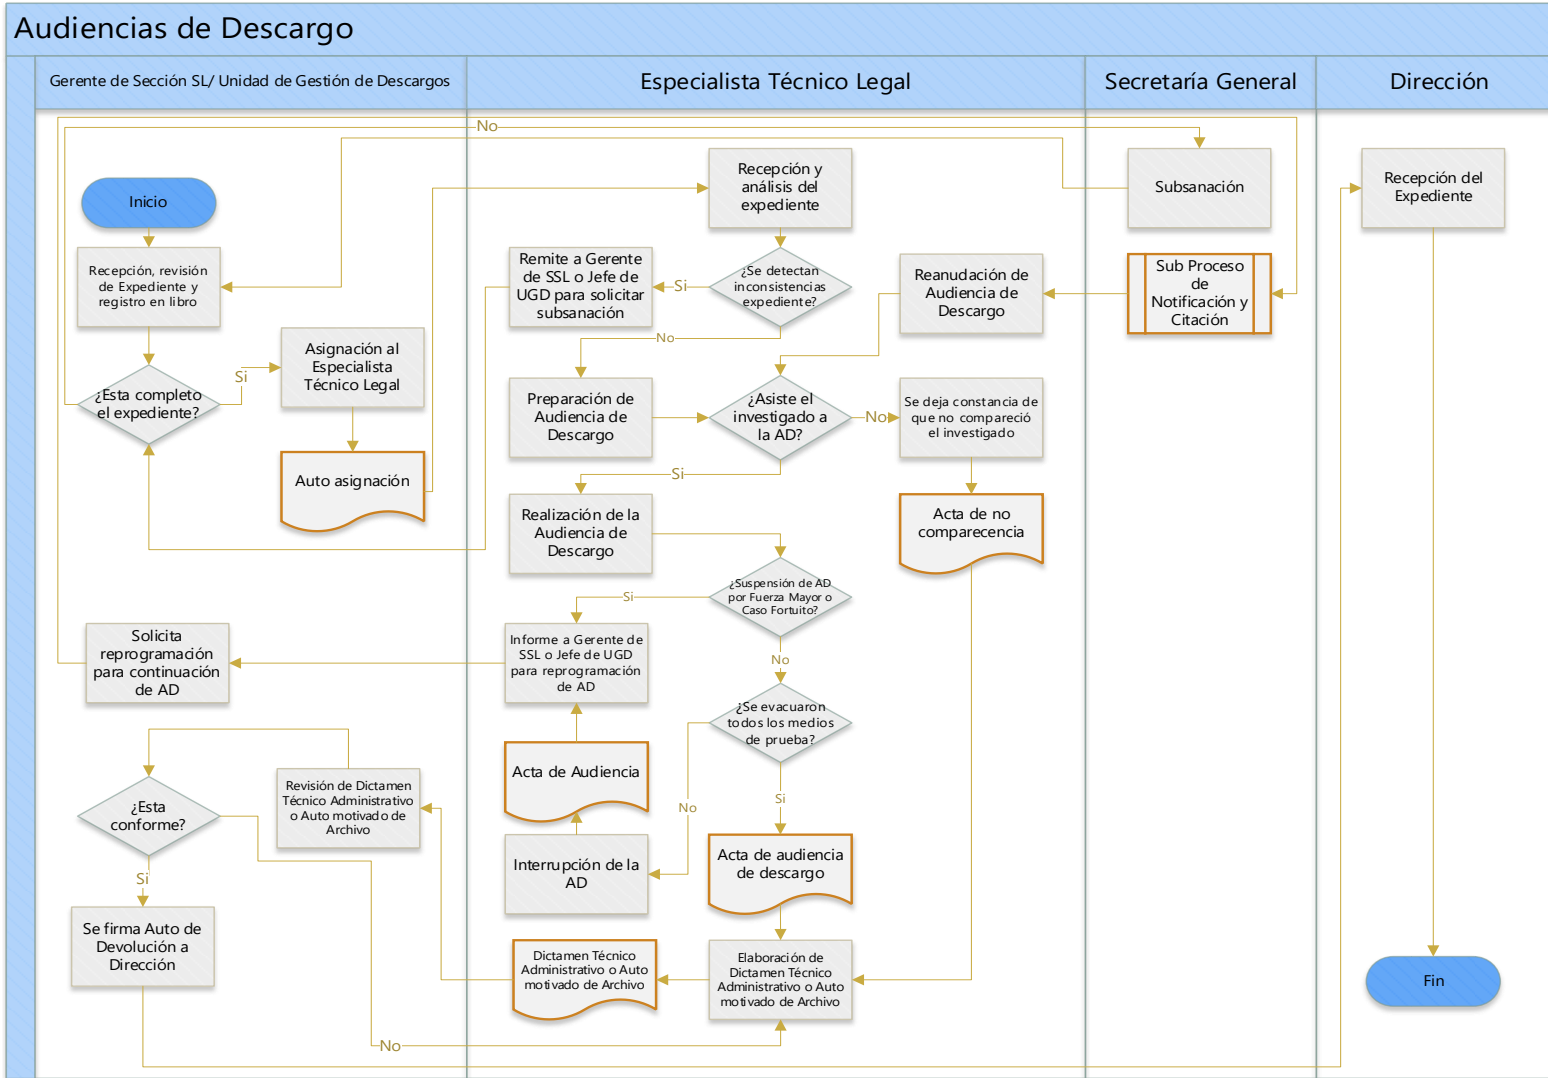 Audiencias de Descargo
Gerente de Sección SL/ Unidad de Gestión de Descargos
Especialista Técnico Legal
Secretaría General
Dirección
No
Inicio
Recepción, revisión
de Expediente y
registro en libro
¿Esta completo
el expediente?
Si
Asignación al
Especialista
Técnico Legal
Auto asignación
Solicita
reprogramación
para continuación
de AD
Revisión de Dictamen
Técnico Administrativo
o Auto motivado de
Archivo
¿Esta
conforme?
Si
Se firma Auto de
Devolución a
Dirección
No
Recepción y
análisis del
expediente
¿Se detectan
inconsistencias
expediente?
Si
Remite a Gerente
de SSL o Jefe de
UGD para solicitar
subsanación
No
Preparación de
Audiencia de
Descargo
Reanudación de
Audiencia de
Descargo
¿Asiste el
investigado a
la AD?
No
Se deja constancia de
que no compareció
el investigado
Acta de no
comparecencia
Si
Realización de la
Audiencia de
Descargo
¿Suspensión de AD
por Fuerza Mayor o
Caso Fortuito?
Si
Informe a Gerente de
SSL o Jefe de UGD
para reprogramación
de AD
No
¿Se evacuaron
todos los medios
de prueba?
Acta de Audiencia
No
Interrupción de la
AD
Si
Acta de audiencia
de descargo
Elaboración de
Dictamen Técnico
Administrativo o Auto
motivado de Archivo
Dictamen Técnico
Administrativo o Auto
motivado de Archivo
Subsanación
Sub Proceso
de
Notificación y
Citación
Recepción del
Expediente
Fin